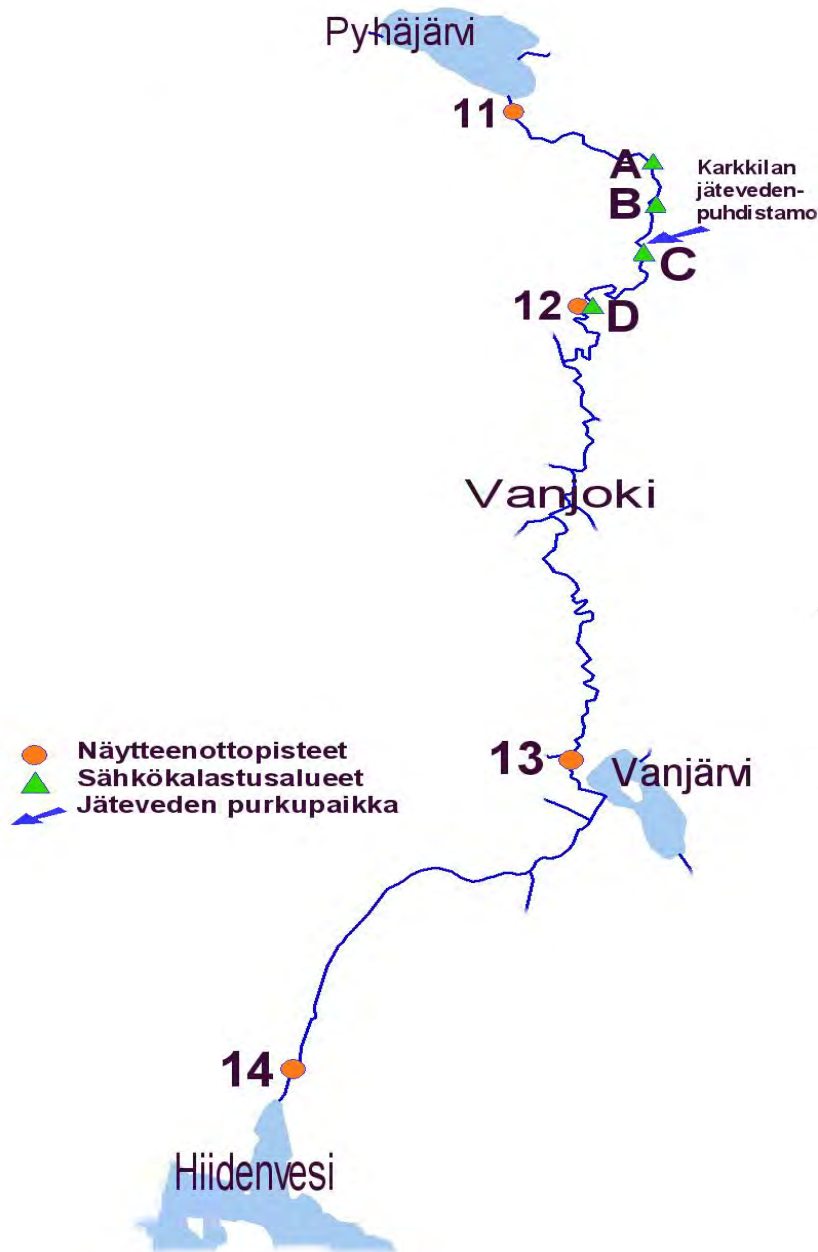 Pyhäjärvi
11
A
Karkkilan
jäteveden-
puhdistamo
B
C
12
D
Vanjoki
13
Vanjärvi
Näytteenottopisteet
Sähkökalastusalueet
Jäteveden purkupaikka
14
Hiidenvesi